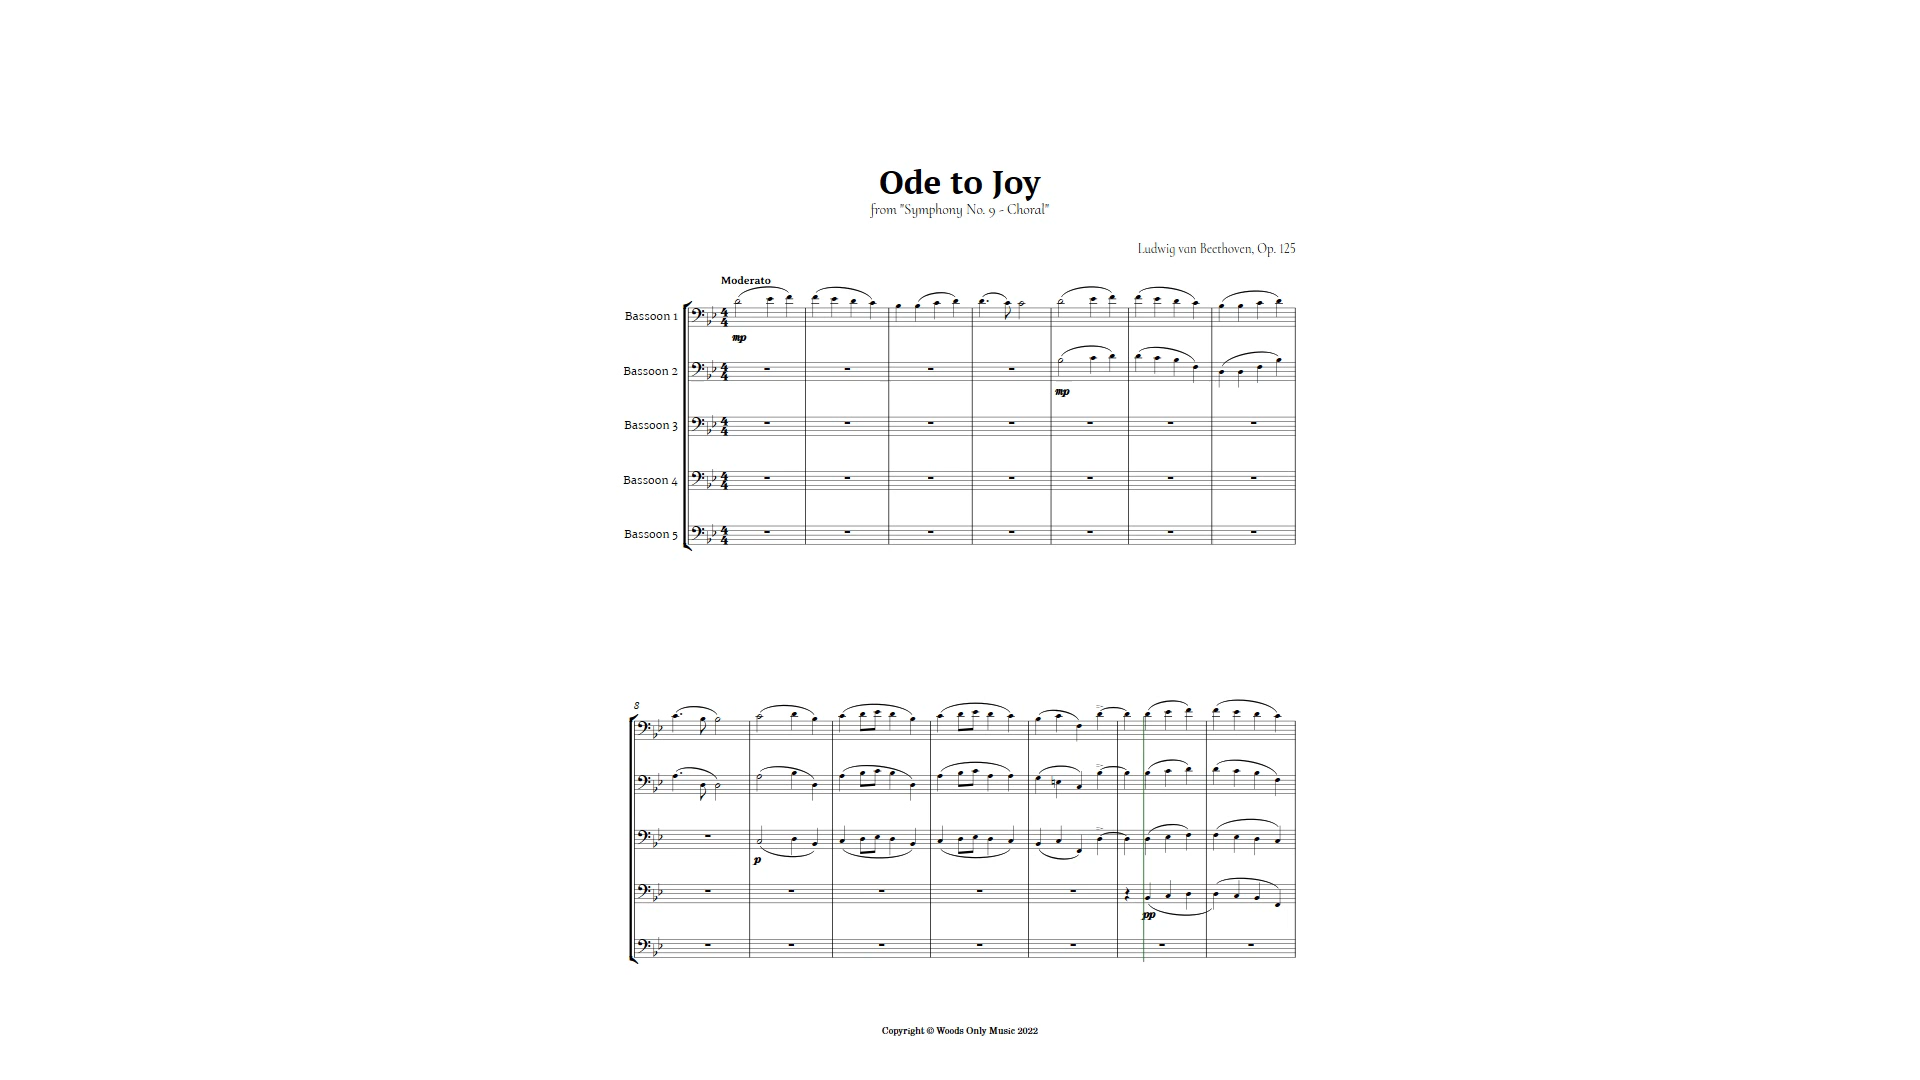 Ode to Joy
from "Symphony No. 9 - Choral"
Ludwig van Beethoven, Op. 125
Moderato
Bassoon 1
mp
Bassoon 2
mp
Bassoon 3
Bassoon 4
Bassoon 5
8
p
pp
Copyright © Woods Only Music 2022